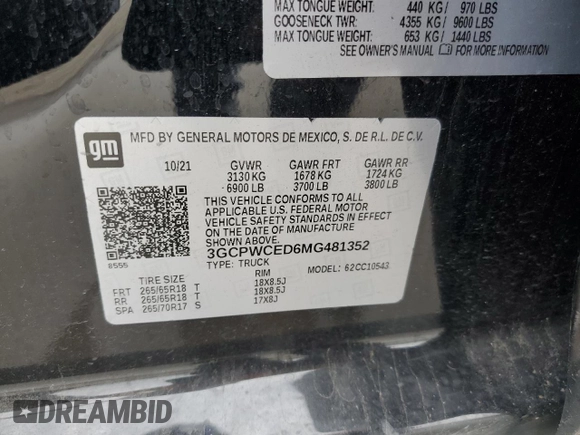 MAX TONGUE WEIGHT: 440 KG/ 970 LBS
GOOSENECK TWR: 4355 KG/ 9600 LBS
MAX TONGUE WEIGHT: 653 KG/ 1440 LBS
SEE OWNER'S MANUAL FOR MORE INFORMATION
gm
MFD BY GENERAL MOTORS DE MEXICO, S. DE R.L. DE C.V.
10/21 GVWR GAWR FRT GAWR RR
3130 KG 1678 KG 1724 KG
6900 LB 3700 LB 3800 LB
THIS VEHICLE CONFORMS TO ALL
APPLICABLE U.S. FEDERAL MOTOR
VEHICLE SAFETY STANDARDS IN EFFECT
ON THE DATE OF MANUFACTURE SHOWN ABOVE.
3GCPWCED6MG481352
8555
TYPE: TRUCK
MODEL: 62CC10543
TIRE SIZE RIM
FRT 265/65R18 T 18X8.5J
RR 265/65R18 T 18X8.5J
SPA 265/70R17 S 17X8J
DREAMBID